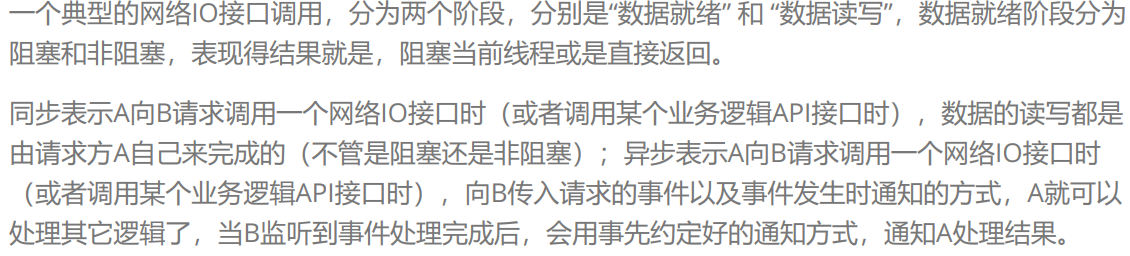 一个典型的网络IO接口调用，分为两个阶段，分别是“数据就绪” 和 “数据读写”，数据就绪阶段分为
阻塞和非阻塞，表现得结果就是，阻塞当前线程或是直接返回。
同步表示A向B请求调用一个网络IO接口时（或者调用某个业务逻辑API接口时），数据的读写都是
由请求方A自己来完成的（不管是阻塞还是非阻塞）；异步表示A向B请求调用一个网络IO接口时
（或者调用某个业务逻辑API接口时），向B传入请求的事件以及事件发生时通知的方式，A就可以
处理其它逻辑了，当B监听到事件处理完成后，会用事先约定好的通知方式，通知A处理结果。